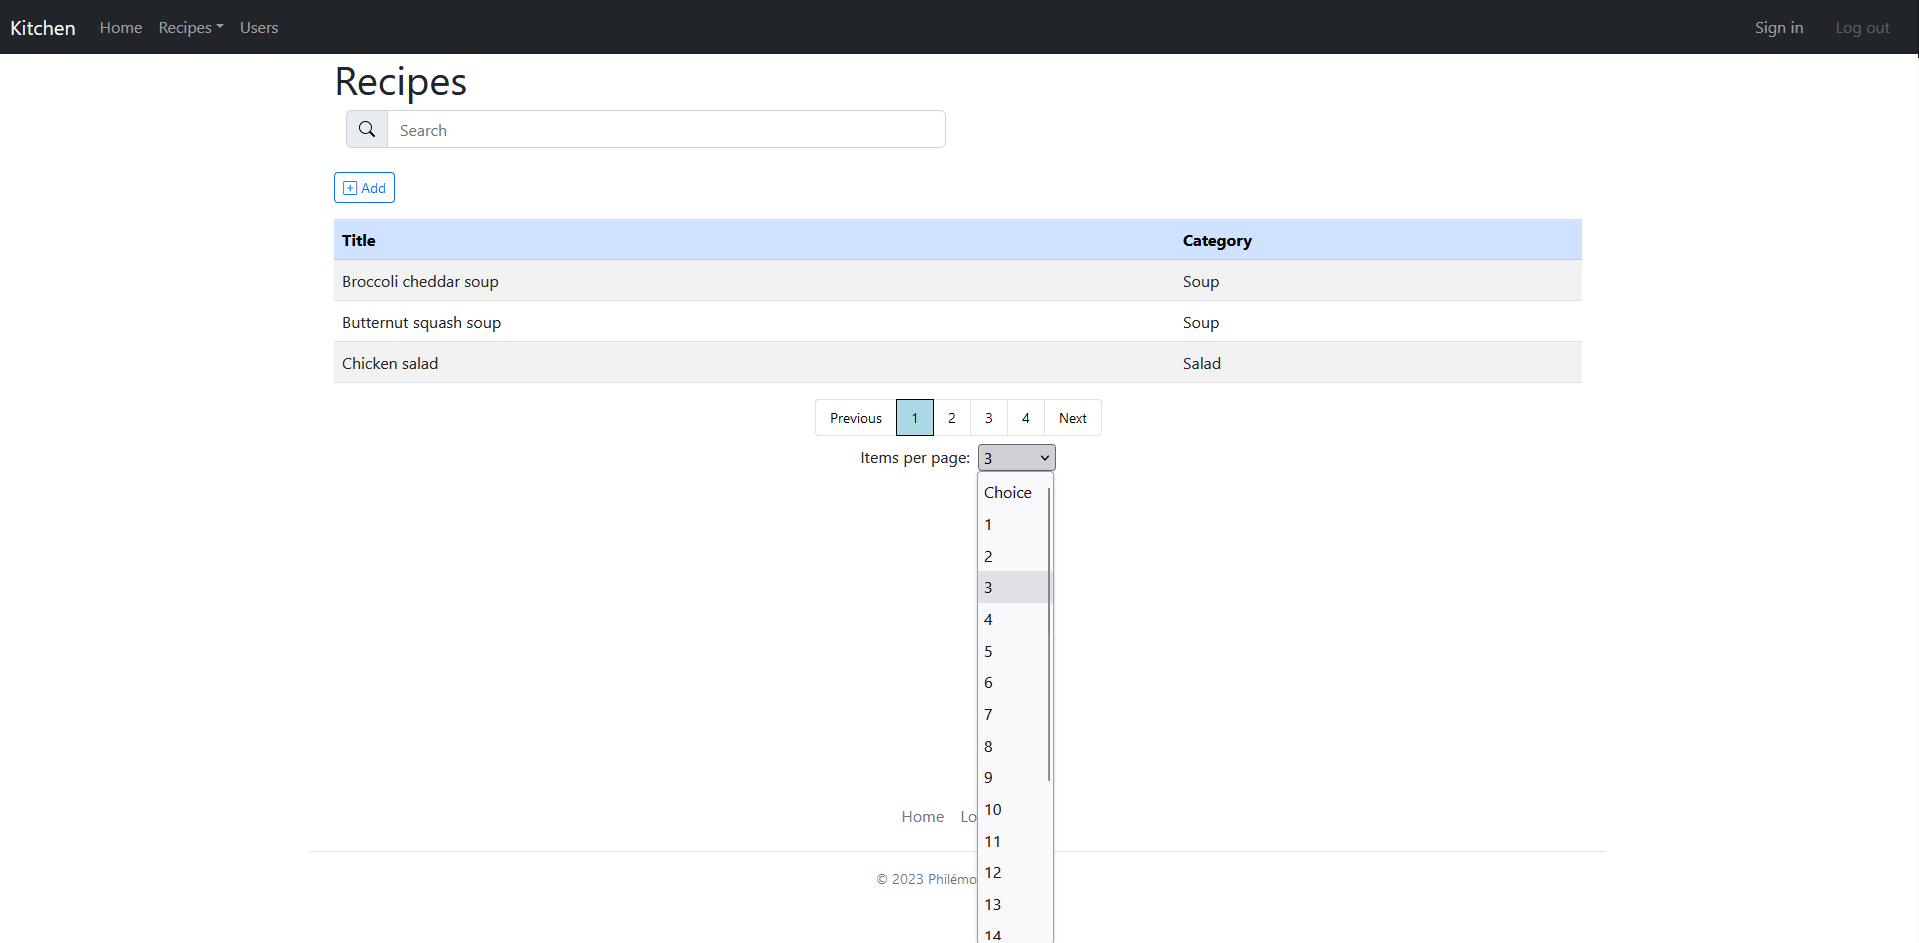 Kitchen Home Recipes Users Sign in Log out
Recipes
Search
Add
Title Category
Broccoli cheddar soup Soup
Butternut squash soup Soup
Chicken salad Salad
Previous 1 2 3 4 Next
Items per page: 3
Choice
1
2
3
4
5
6
7
8
9
10
11
12
13
14
Home Lo
© 2023 Philémo